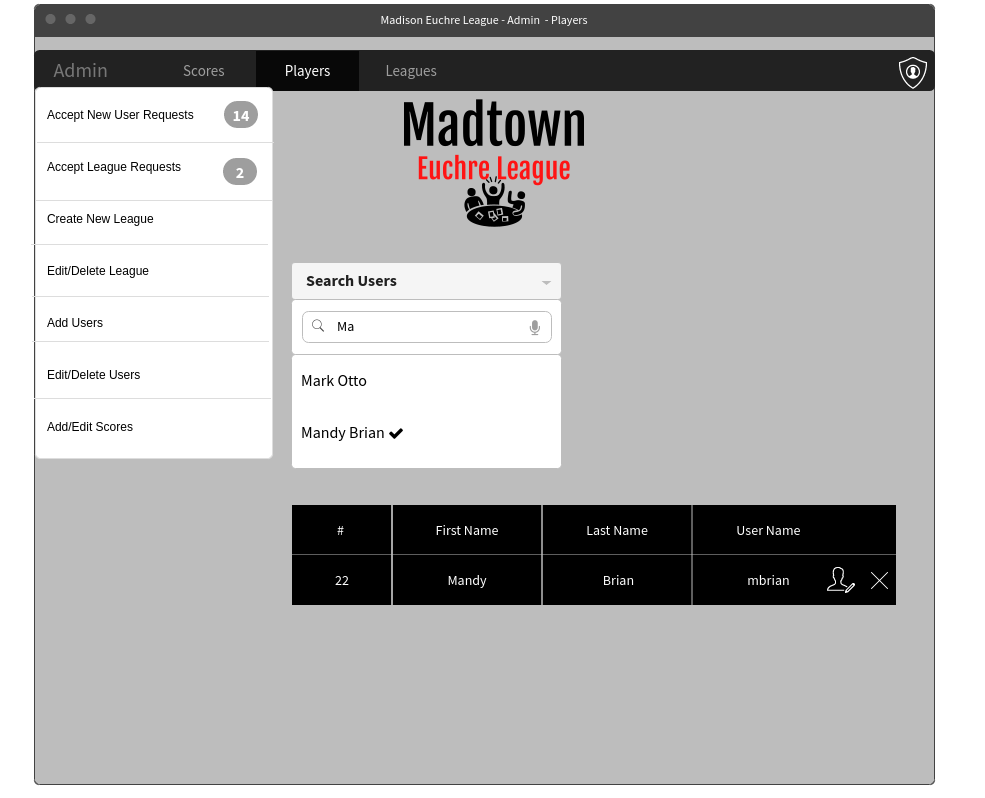 Madison Euchre League - Admin  - Players
Admin Scores Players Leagues
Accept New User Requests 14
Accept League Requests 2
Create New League
Edit/Delete League
Add Users
Edit/Delete Users
Add/Edit Scores
Madtown
Euchre League
Search Users
Ma
Mark Otto
Mandy Brian
# First Name Last Name User Name
22 Mandy Brian mbrian